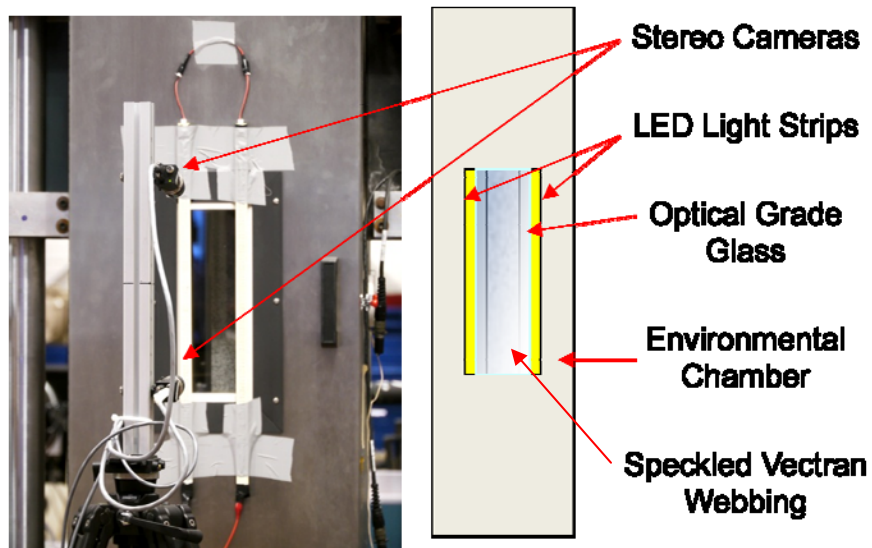 Stereo Cameras
LED Light Strips
Optical Grade
Glass
Environmental
Chamber
Speckled Vectran
Webbing